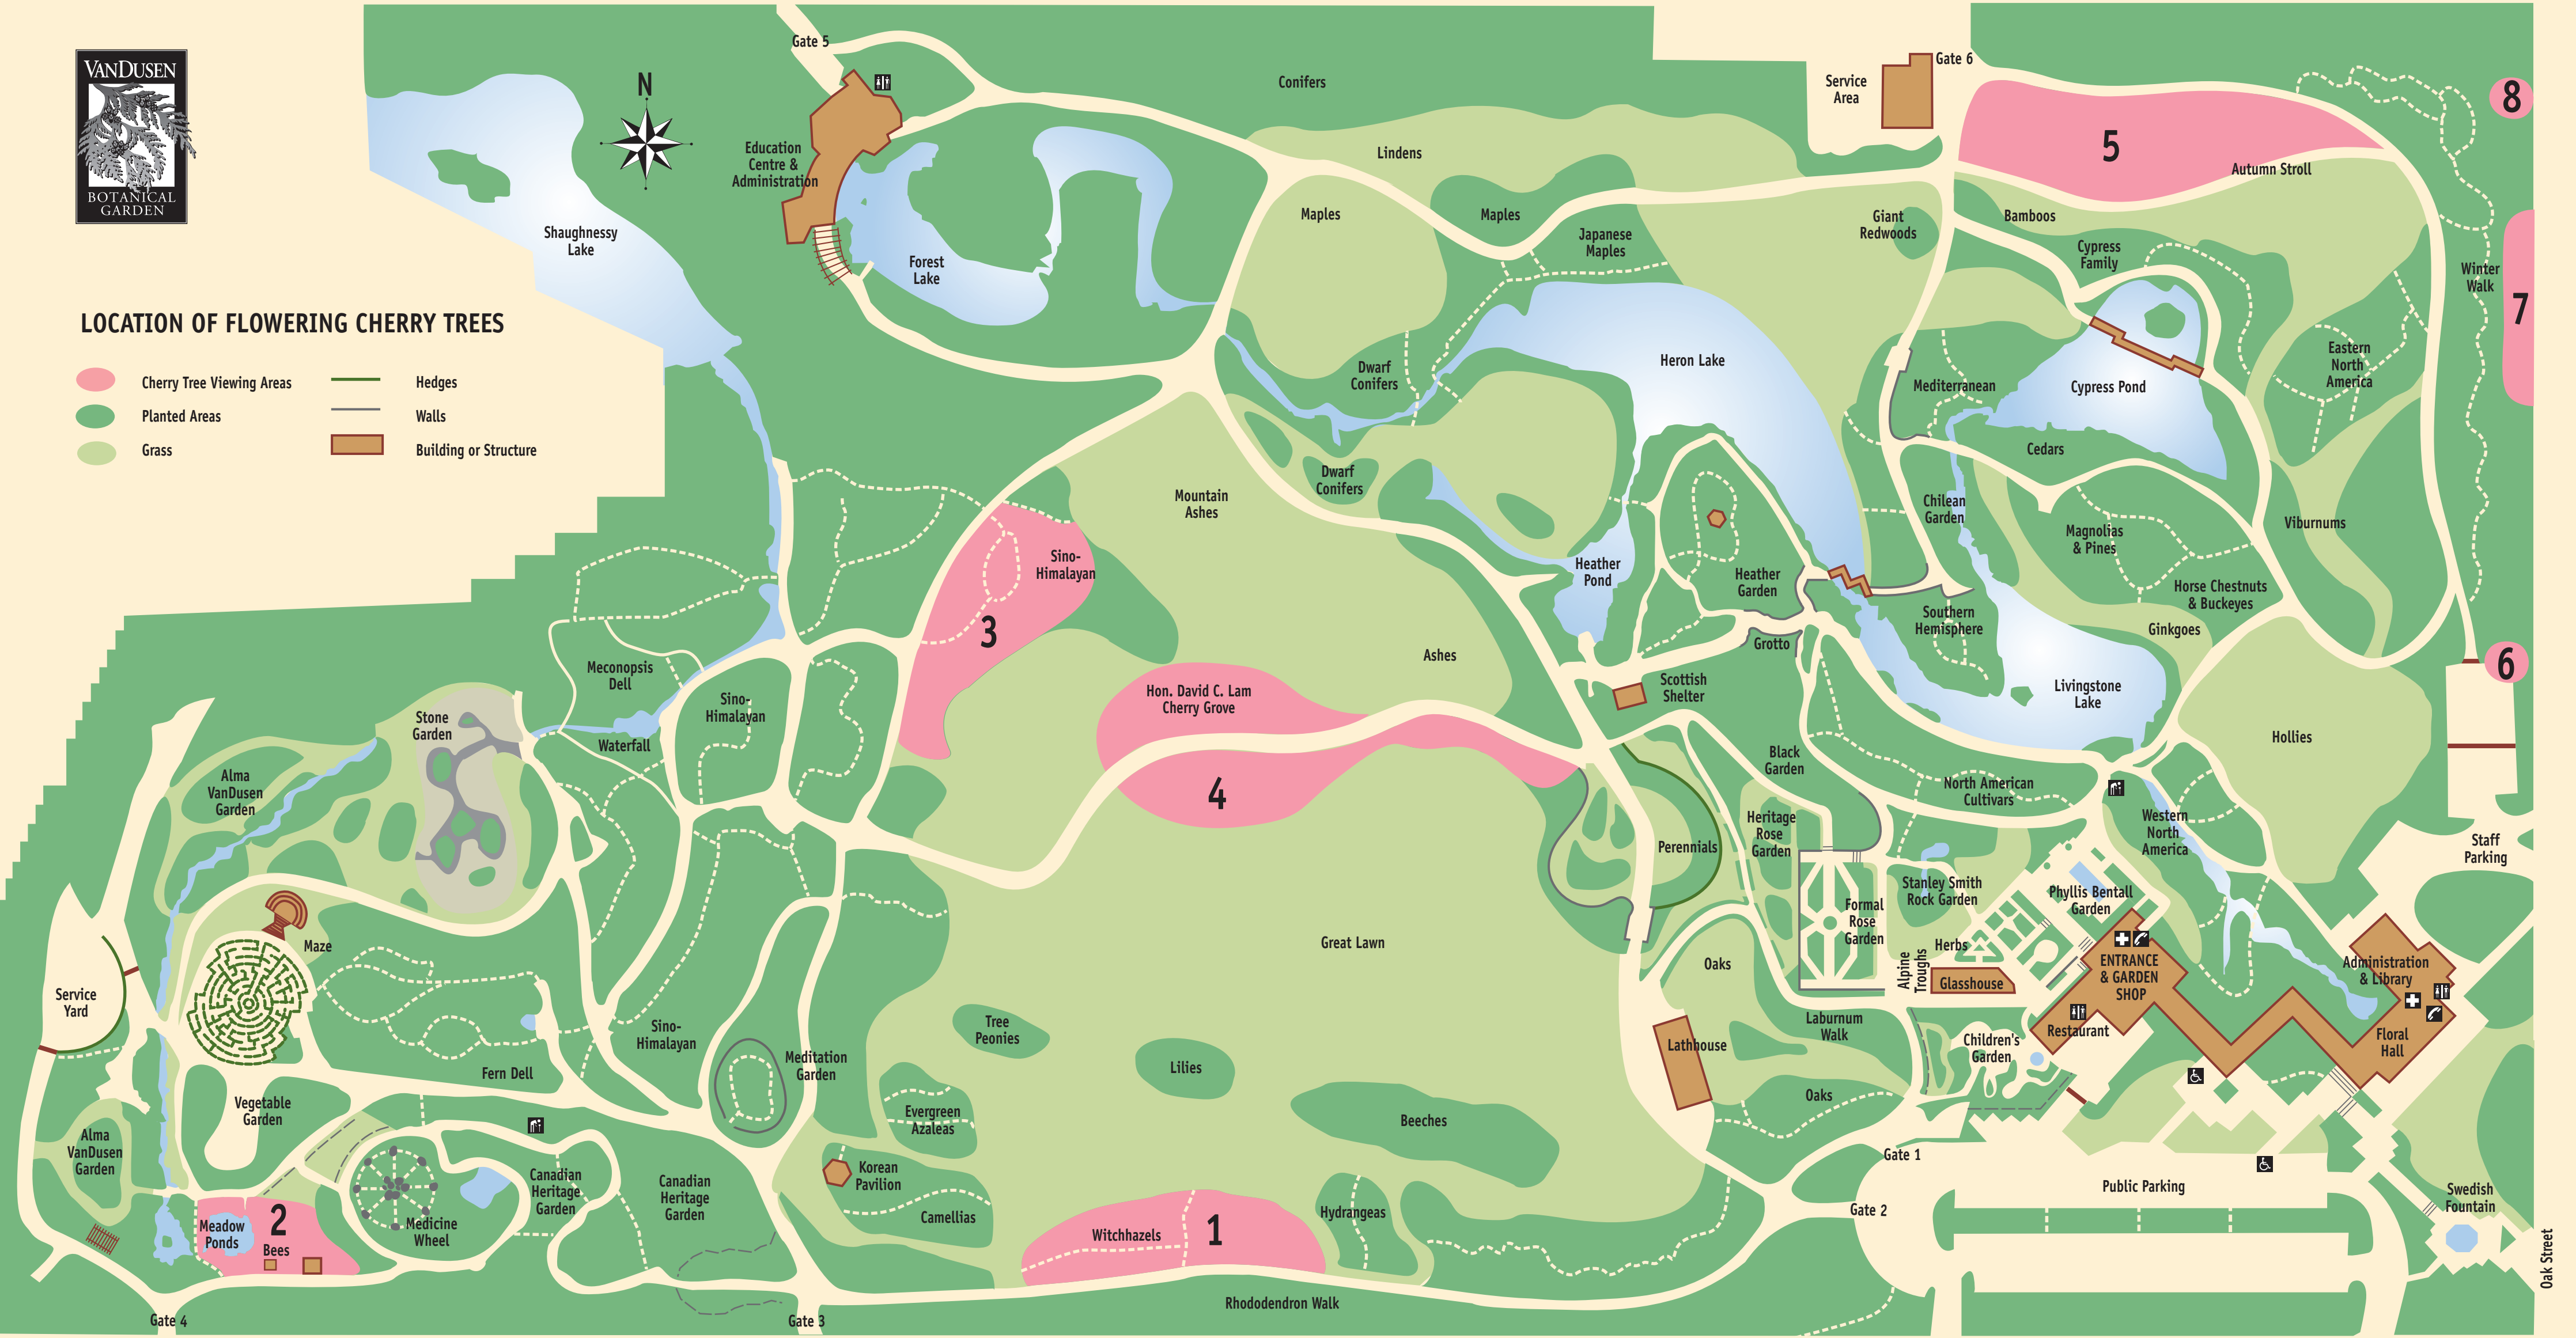 VANDUSEN
BOTANICAL
GARDEN
N
LOCATION OF FLOWERING CHERRY TREES
Cherry Tree Viewing Areas
Planted Areas
Grass
Hedges
Walls
Building or Structure
Gate 5
Education
Centre &
Administration
Shaughnessy
Lake
Forest
Lake
Conifers
Lindens
Maples
Maples
Japanese
Maples
Service
Area
Gate 6
Giant
Redwoods
5
8
Autumn Stroll
Bamboos
Cypress
Family
Winter
Walk
7
Heron Lake
Dwarf
Conifers
Mediterranean
Cypress Pond
Eastern
North
America
Cedars
Dwarf
Conifers
Mountain
Ashes
Chilean
Garden
Magnolias
& Pines
Viburnums
Sino-
Himalayan
3
Heather
Pond
Heather
Garden
Horse Chestnuts
& Buckeyes
Southern
Hemisphere
Ginkgoes
Grotto
Ashes
6
Meconopsis
Dell
Sino-
Himalayan
Hon. David C. Lam
Cherry Grove
Scottish
Shelter
Livingstone
Lake
Stone
Garden
Waterfall
Hollies
Black
Garden
4
Alma
VanDusen
Garden
North American
Cultivars
Heritage
Rose
Garden
Perennials
Western
North
America
Staff
Parking
Stanley Smith
Rock Garden
Phyllis Bentall
Garden
Formal
Rose
Garden
Great Lawn
Maze
Herbs
Oaks
Alpine
Troughs
Glasshouse
ENTRANCE
& GARDEN
SHOP
Administration
& Library
Service
Yard
Restaurant
Floral
Hall
Sino-
Himalayan
Tree
Peonies
Laburnum
Walk
Children's
Garden
Lathhouse
Meditation
Garden
Lilies
Fern Dell
Vegetable
Garden
Evergreen
Azaleas
Beeches
Oaks
Alma
VanDusen
Garden
Gate 1
Korean
Pavilion
Canadian
Heritage
Garden
Canadian
Heritage
Garden
Public Parking
Swedish
Fountain
Gate 2
Meadow
Ponds
2
Bees
Medicine
Wheel
Camellias
Witchhazels
1
Hydrangeas
Oak Street
Rhododendron Walk
Gate 4
Gate 3